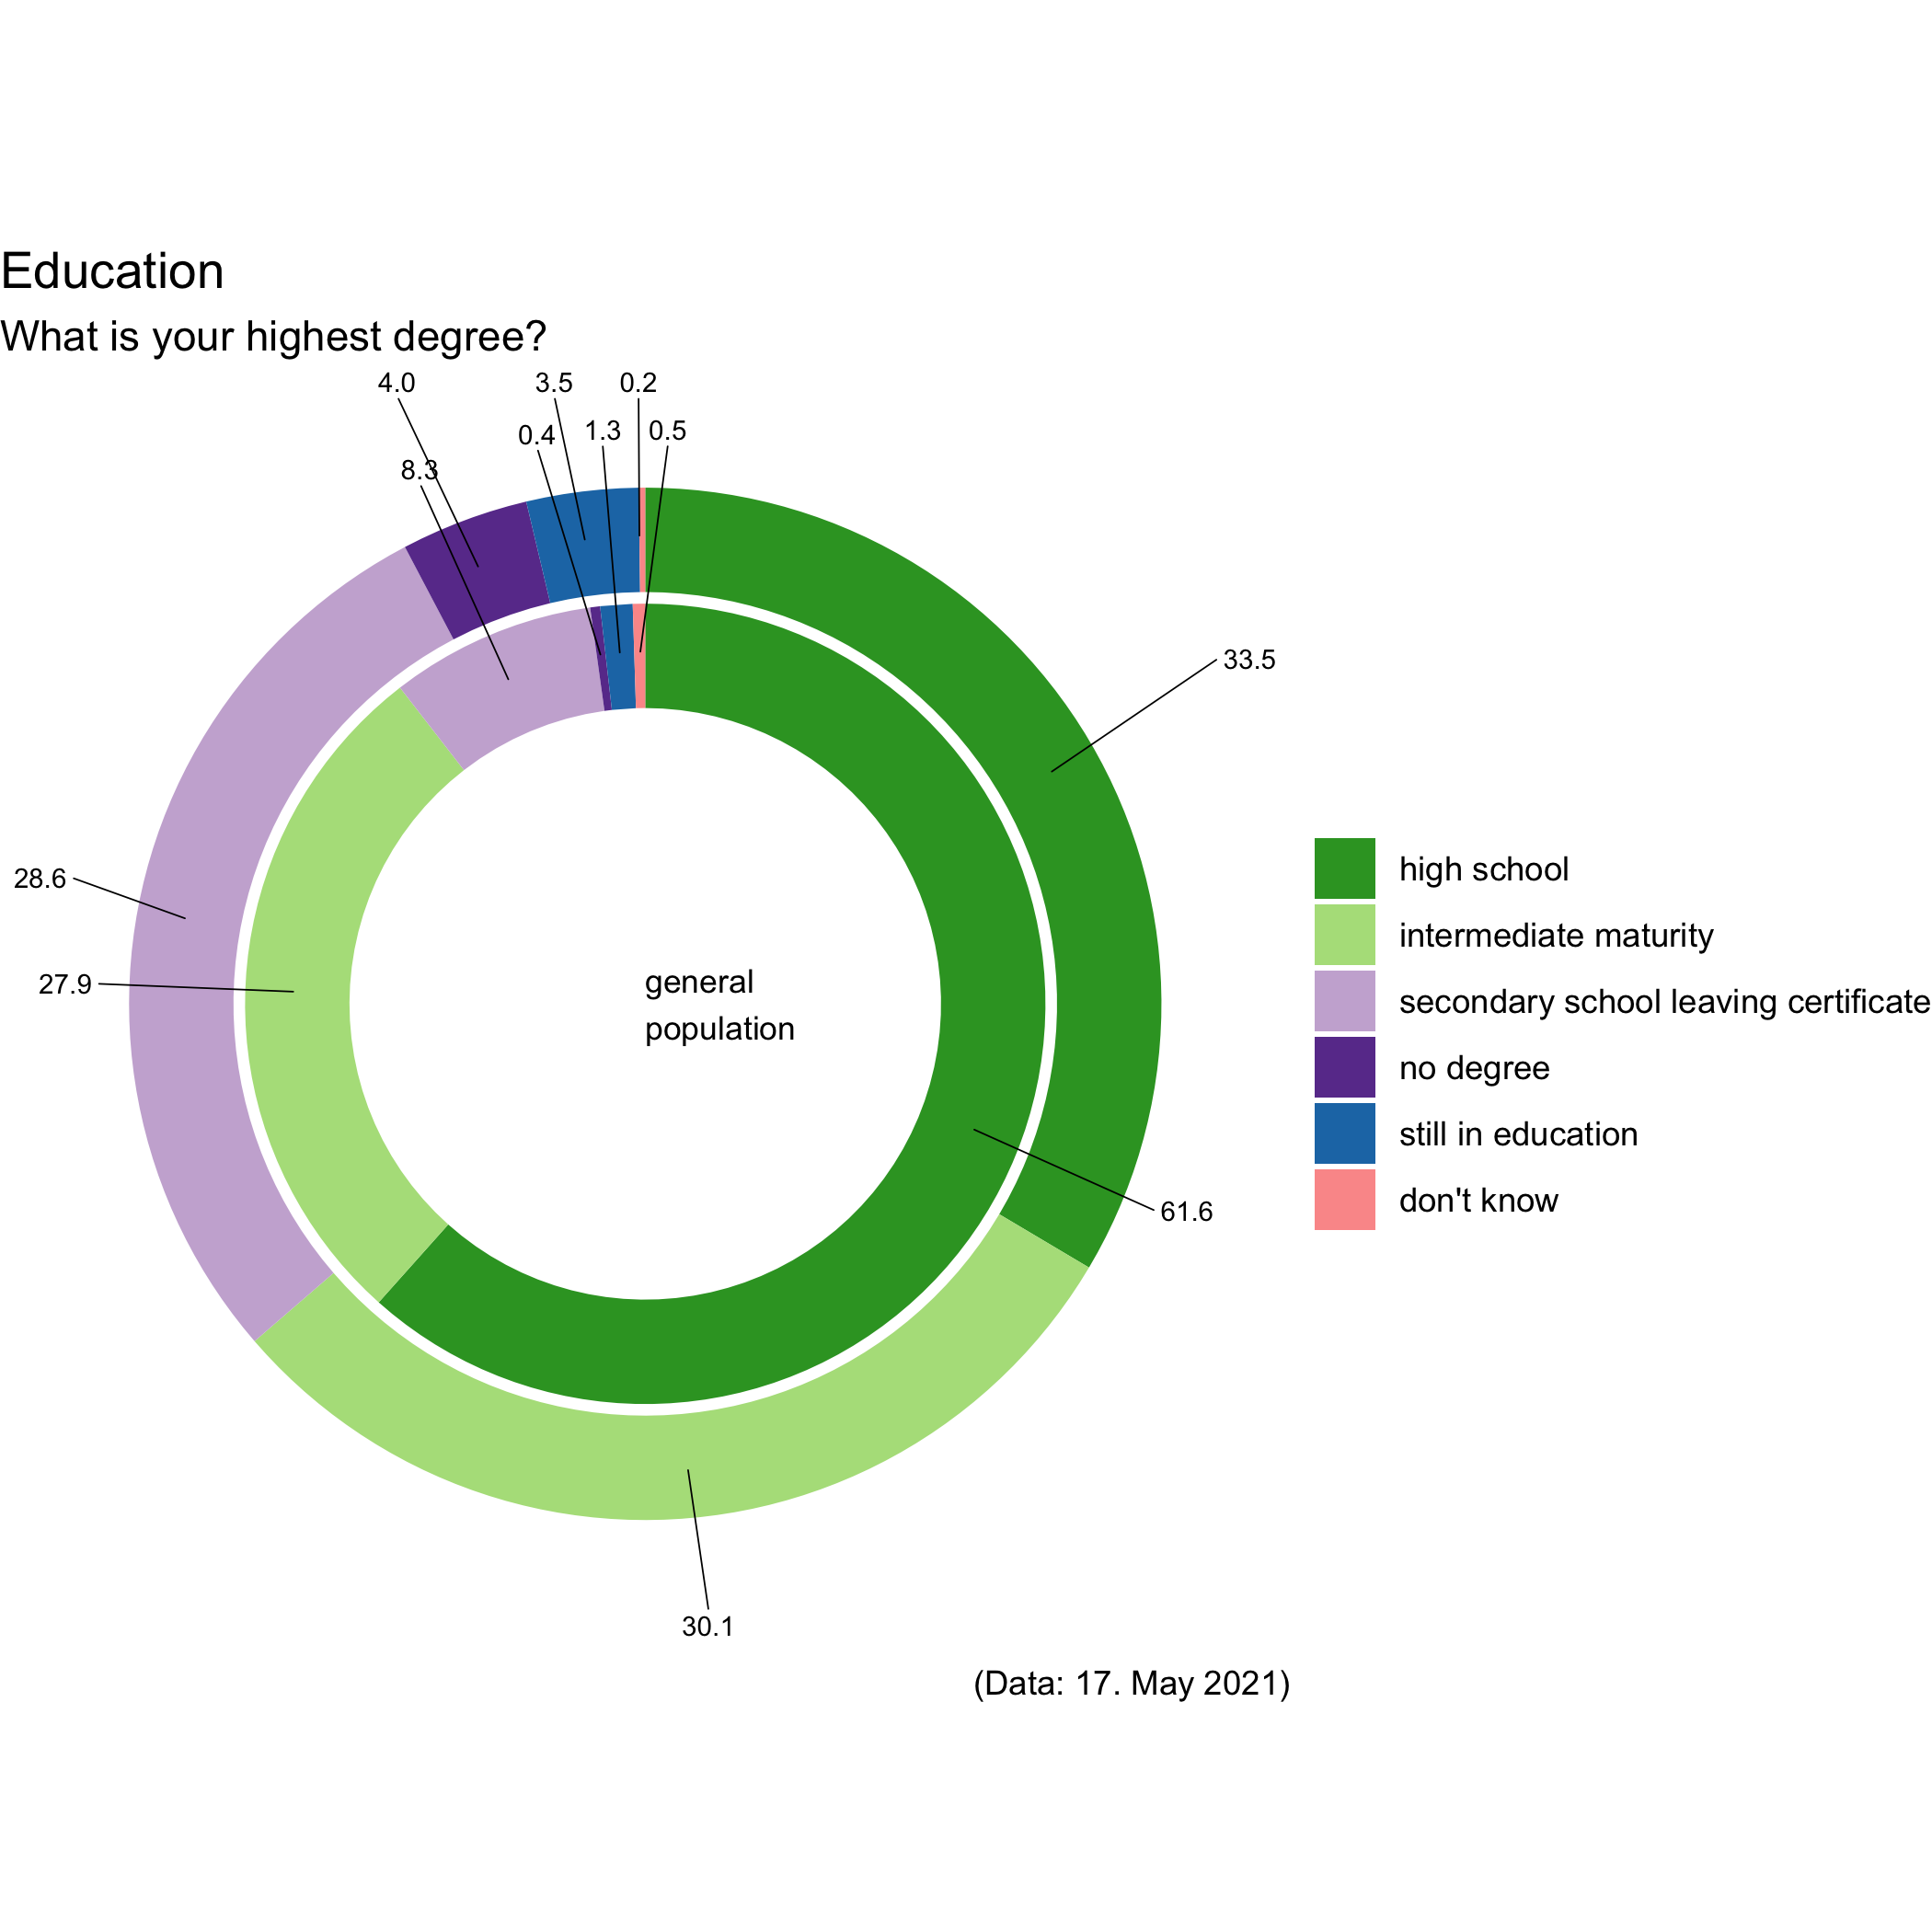 Education
What is your highest degree?
4.0
3.5
0.2
0.4
1.3
0.5
8.3
33.5
28.6
27.9
61.6
30.1
general
population
high school
intermediate maturity
secondary school leaving certificate
no degree
still in education
don't know
(Data: 17. May 2021)